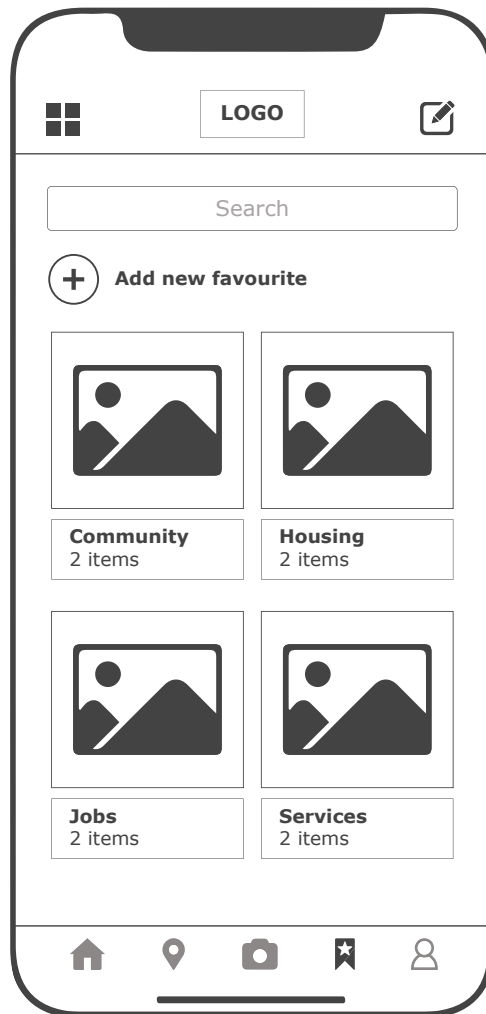 LOGO
Search
Add new favourite
Community
2 items
Housing
2 items
Jobs
2 items
Services
2 items